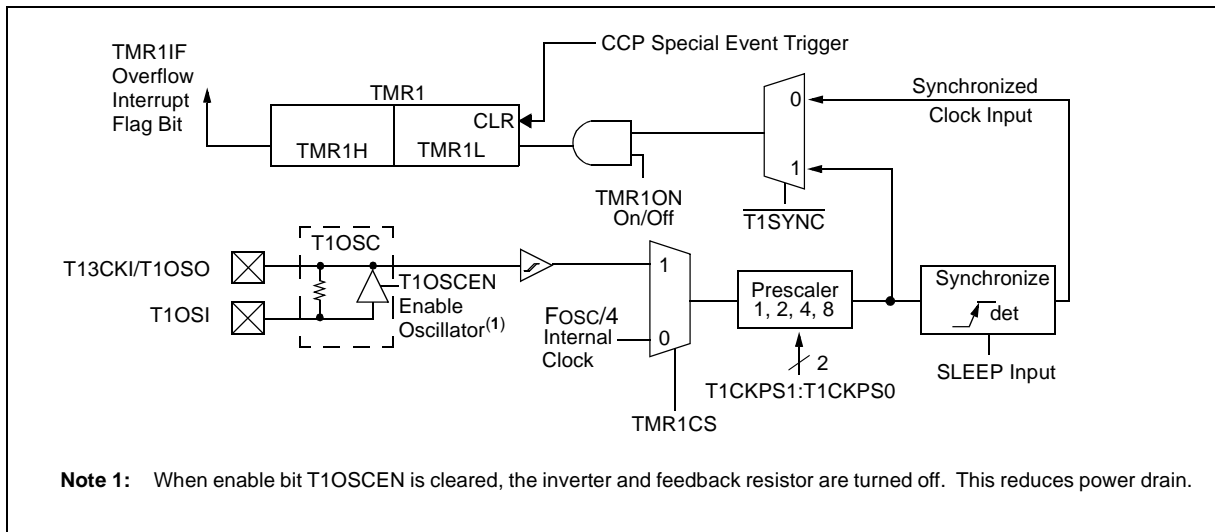 CCP Special Event Trigger
TMR1IF
Overflow
Interrupt
Flag Bit
TMR1
CLR
TMR1H
TMR1L
TMR1ON
On/Off
0
1
T1SYNC
Synchronized
Clock Input
T1OSC
T13CKI/T1OSO
T1OSI
T1OSCEN
Enable
Oscillator(1)
FOSC/4
Internal
Clock
1
0
TMR1CS
Prescaler
1, 2, 4, 8
2
T1CKPS1:T1CKPS0
Synchronize
det
SLEEP Input
Note 1: When enable bit T1OSCEN is cleared, the inverter and feedback resistor are turned off. This reduces power drain.